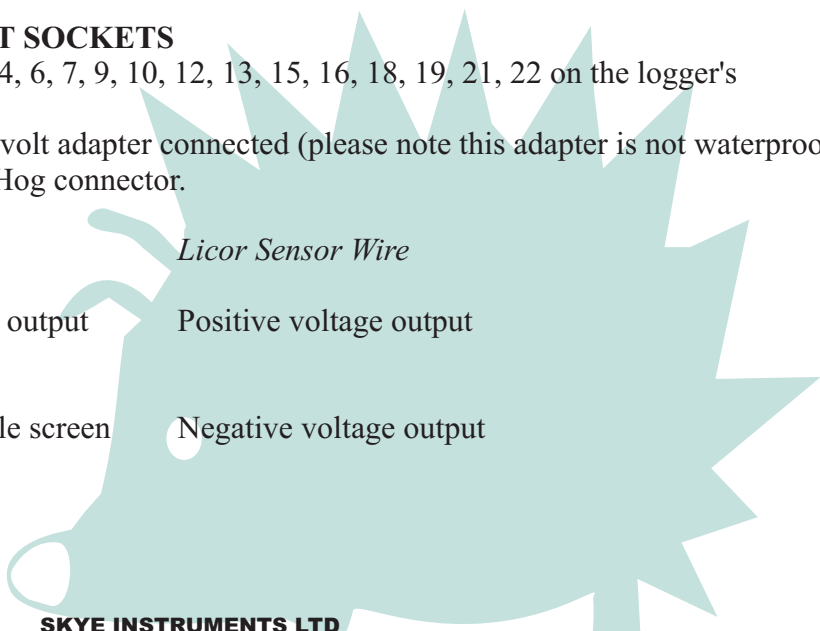 T SOCKETS
4, 6, 7, 9, 10, 12, 13, 15, 16, 18, 19, 21, 22 on the logger's
volt adapter connected (please note this adapter is not waterproo
Hog connector.
Licor Sensor Wire
output Positive voltage output
le screen Negative voltage output
SKYE INSTRUMENTS LTD